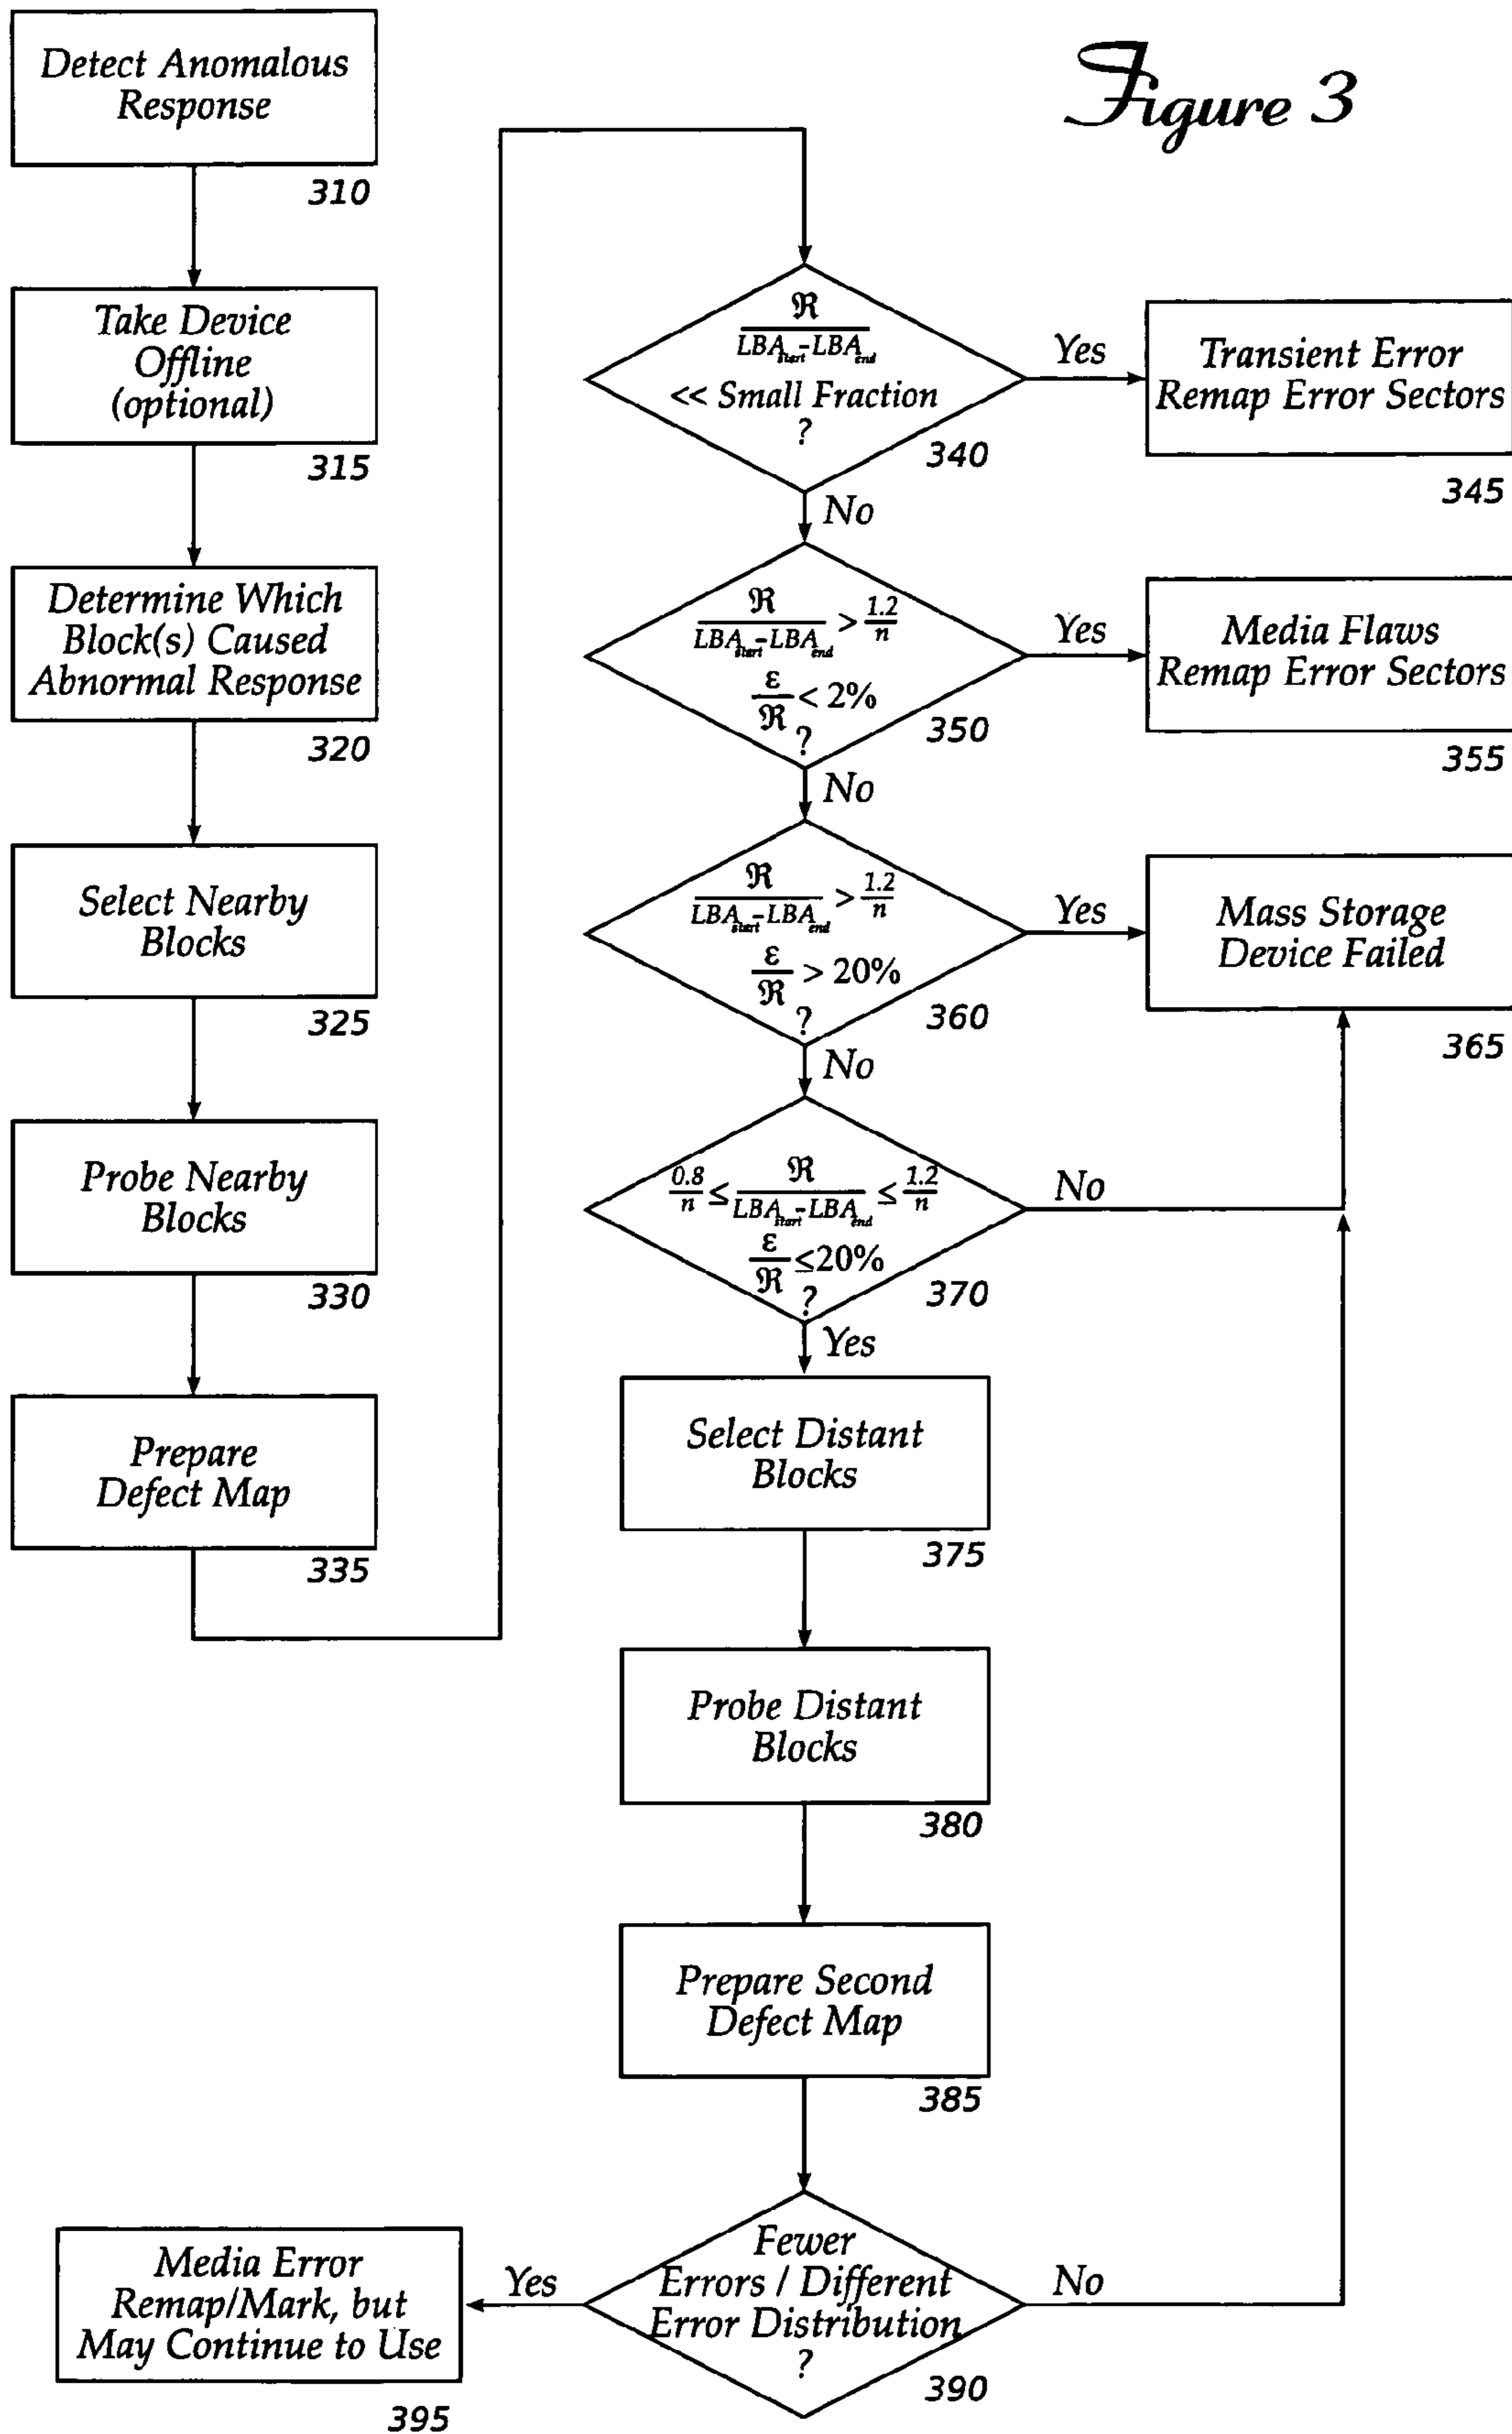 Figure 3
Detect Anomalous
Response
310
Take Device
Offline
(optional)
315
Determine Which
Block(s) Caused
Abnormal Response
320
Select Nearby
Blocks
325
Probe Nearby
Blocks
330
Prepare
Defect Map
335
ℜ
LBAstart-LBAend
<< Small Fraction
?
340
Yes
Transient Error
Remap Error Sectors
345
No
ℜ
LBAstart-LBAend > 1.2
n
ε
ℜ < 2%
?
350
Yes
Media Flaws
Remap Error Sectors
355
No
ℜ
LBAstart-LBAend > 1.2
n
ε
ℜ > 20%
?
360
Yes
Mass Storage
Device Failed
365
No
0.8
n ≤ ℜ
LBAstart-LBAend ≤ 1.2
n
ε
ℜ ≤20%
?
370
No
Yes
Select Distant
Blocks
375
Probe Distant
Blocks
380
Prepare Second
Defect Map
385
Fewer
Errors / Different
Error Distribution
?
390
No
Yes
Media Error
Remap/Mark, but
May Continue to Use
395